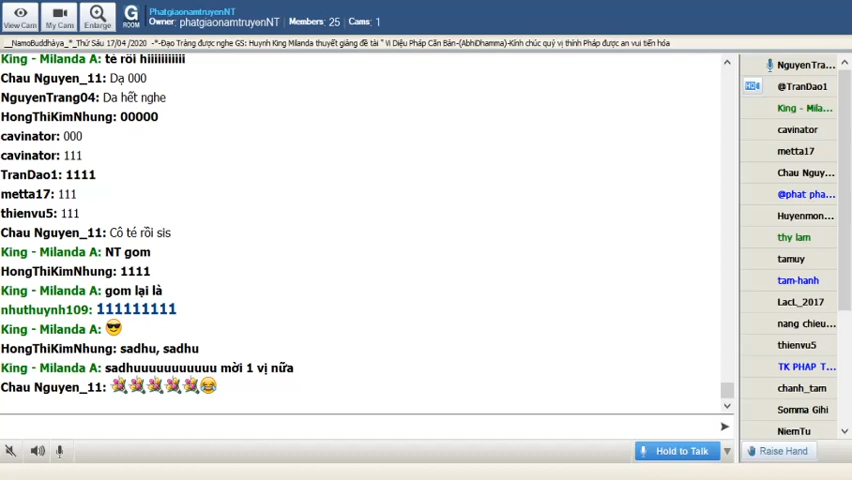 PhatgiaonamtruyenNT
Owner: phatgiaonamtruyenNT Members: 25 Cams: 1
View Cam
My Cam
Enlarge
G
ROOM
__NamoBuddhàya_*_Thứ Sáu 17/04 /2020 -*-Đạo Tràng được nghe GS: Huynh King Milanda thuyết giảng đề tài " Vi Diệu Pháp Căn Bản-(AbhiDhamma)-Kính chúc quý vị thính Pháp được an vui tiến hóa
King - Milanda A: té rồi hiiiiiiiiiii
Chau Nguyen_11: Dạ 000
NguyenTrang04: Da hết nghe
HongThiKimNhung: 00000
cavinator: 000
cavinator: 111
TranDao1: 1111
metta17: 111
thienvu5: 111
Chau Nguyen_11: Cô té rồi sis
King - Milanda A: NT gom
HongThiKimNhung: 1111
King - Milanda A: gom lại là
nhuthuynh109: 111111111
King - Milanda A: 😎
HongThiKimNhung: sadhu, sadhu
King - Milanda A: sadhuuuuuuuuuuu mời 1 vị nữa
Chau Nguyen_11: 💐💐💐💐💐😂
NguyenTra...
@TranDao1
King - Mila...
cavinator
metta17
Chau Nguy...
@phat pha...
Huyenmon...
thy lam
tamuy
tam-hanh
LacL_2017
nang chieu...
thienvu5
TK PHAP T...
chanh_tam
Somma Gihi
NiemTu
Hold to Talk
Raise Hand